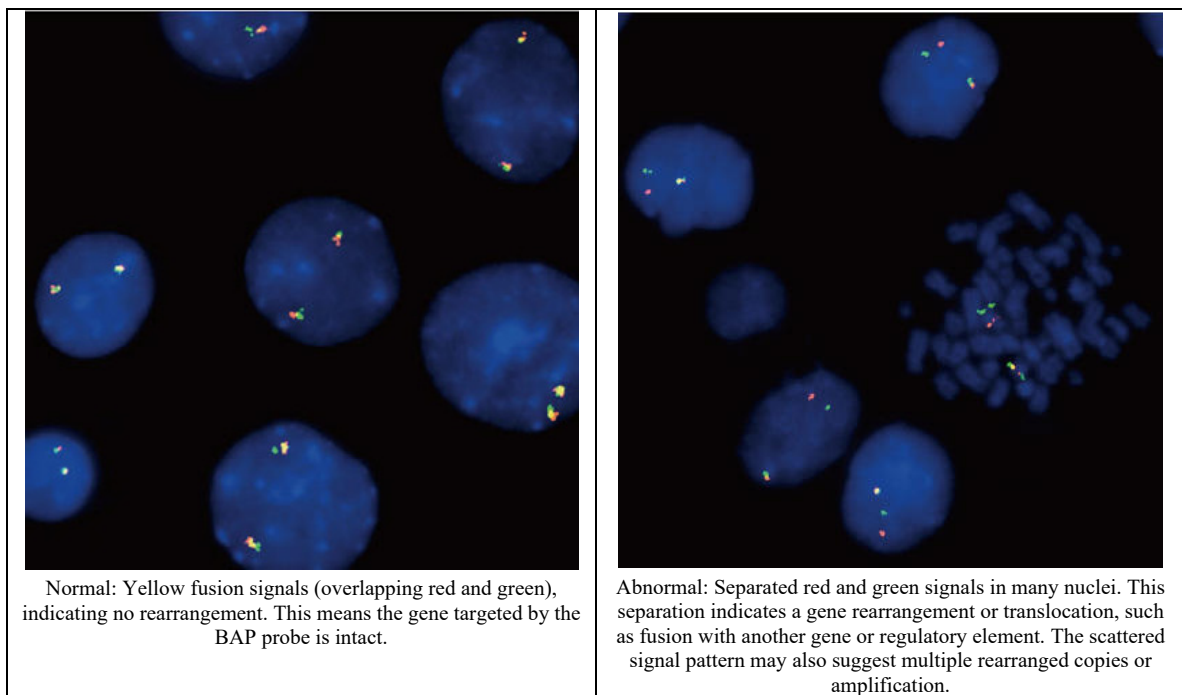 Normal: Yellow fusion signals (overlapping red and green),
indicating no rearrangement. This means the gene targeted by the
BAP probe is intact.
Abnormal: Separated red and green signals in many nuclei. This
separation indicates a gene rearrangement or translocation, such
as fusion with another gene or regulatory element. The scattered
signal pattern may also suggest multiple rearranged copies or
amplification.